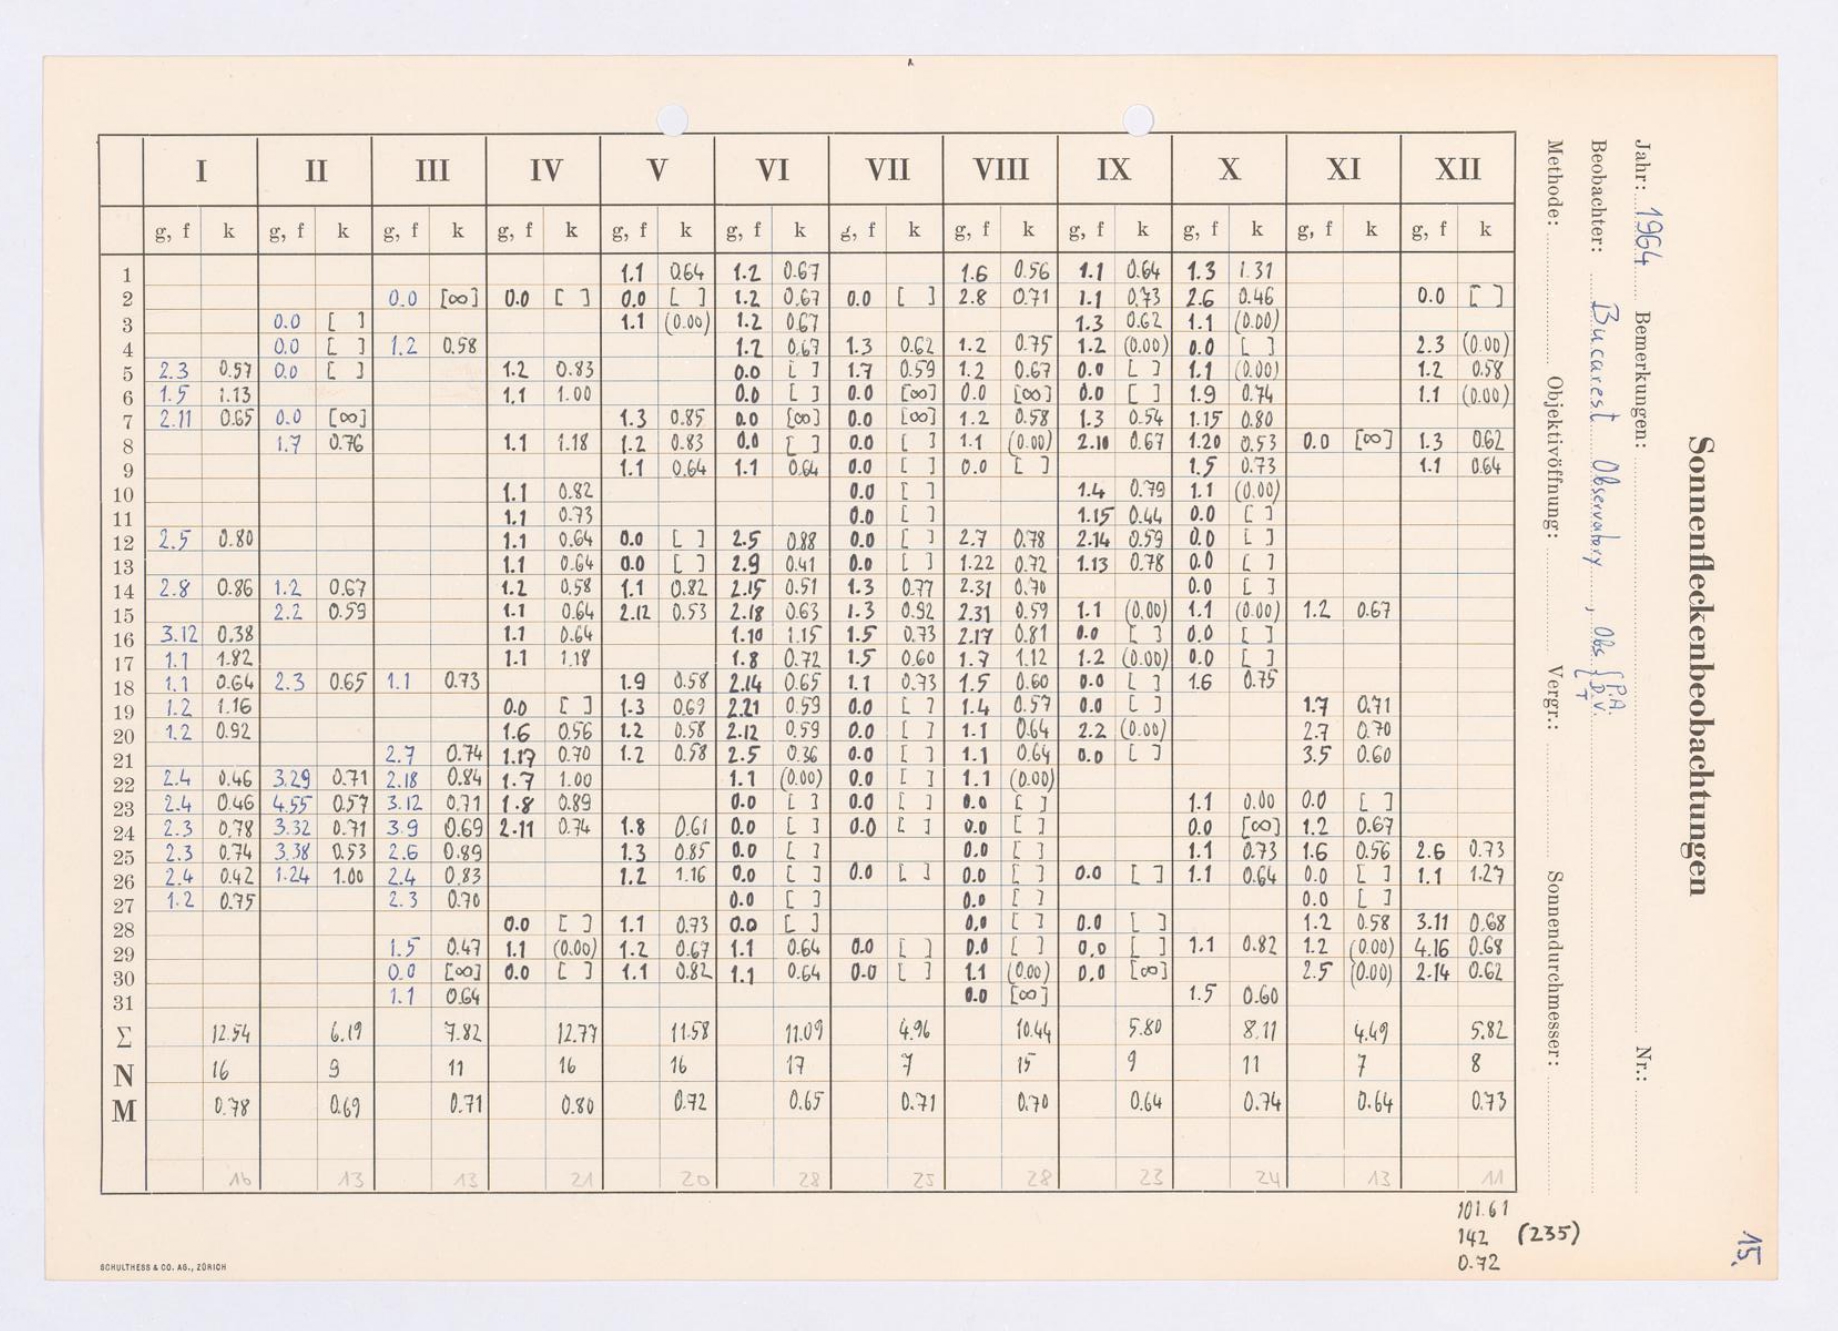 I II III IV V VI VII VIII IX X XI XII
g, f k g, f k g, f k g, f k g, f k g, f k g, f k g, f k g, f k g, f k g, f k g, f k
1 1.1 0.64 1.2 0.67 1.6 0.56 1.1 0.64 1.3 1.31
2 0.0 [∞] 0.0 [ ] 0.0 [ ] 1.2 0.67 0.0 [ ] 2.8 0.71 1.1 0.73 2.6 0.46 0.0 [ ]
3 0.0 [ ] 1.1 (0.00) 1.2 0.67 1.3 0.62 1.1 (0.00)
4 0.0 [ ] 1.2 0.58 1.2 0.67 1.3 0.62 1.2 0.75 1.2 (0.00) 0.0 [ ] 2.3 (0.00)
5 2.3 0.57 0.0 [ ] 1.2 0.83 0.0 [ ] 1.7 0.59 1.2 0.67 0.0 [ ] 1.1 (0.00) 1.2 0.58
6 1.5 1.13 1.1 1.00 0.0 [ ] 0.0 [∞] 0.0 [∞] 0.0 [ ] 1.9 0.74 1.1 (0.00)
7 2.11 0.65 0.0 [∞] 1.3 0.85 0.0 [∞] 0.0 [∞] 1.2 0.58 1.3 0.54 1.15 0.80
8 1.7 0.76 1.1 1.18 1.2 0.83 0.0 [ ] 0.0 [ ] 1.1 (0.00) 2.10 0.67 1.20 0.53 0.0 [∞] 1.3 0.62
9 1.1 0.64 1.1 0.64 0.0 [ ] 0.0 [ ] 1.5 0.73 1.1 0.64
10 1.1 0.82 0.0 [ ] 1.4 0.79 1.1 (0.00)
11 1.1 0.73 0.0 [ ] 1.15 0.44 0.0 [ ]
12 2.5 0.80 1.1 0.64 0.0 [ ] 2.5 0.88 0.0 [ ] 2.7 0.78 2.14 0.59 0.0 [ ]
13 1.1 0.64 0.0 [ ] 2.9 0.41 0.0 [ ] 1.22 0.72 1.13 0.78 0.0 [ ]
14 2.8 0.86 1.2 0.67 1.2 0.58 1.1 0.82 2.15 0.51 1.3 0.77 2.31 0.70 0.0 [ ]
15 2.2 0.59 1.1 0.64 2.12 0.53 2.18 0.63 1.3 0.92 2.31 0.59 1.1 (0.00) 1.1 (0.00) 1.2 0.67
16 3.12 0.38 1.1 0.64 1.10 1.15 1.5 0.73 2.17 0.81 0.0 [ ] 0.0 [ ]
17 1.1 1.82 1.1 1.18 1.8 0.72 1.5 0.60 1.7 1.12 1.2 (0.00) 0.0 [ ]
18 1.1 0.64 2.3 0.65 1.1 0.73 1.9 0.58 2.14 0.65 1.1 0.73 1.5 0.60 0.0 [ ] 1.6 0.75
19 1.2 1.16 0.0 [ ] 1.3 0.69 2.21 0.59 0.0 [ ] 1.4 0.57 0.0 [ ] 1.7 0.71
20 1.2 0.92 1.6 0.56 1.2 0.58 2.12 0.59 0.0 [ ] 1.1 0.64 2.2 (0.00) 2.7 0.70
21 2.7 0.74 1.17 0.70 1.2 0.58 2.5 0.36 0.0 [ ] 1.1 0.64 0.0 [ ] 3.5 0.60
22 2.4 0.46 3.29 0.71 2.18 0.84 1.7 1.00 1.1 (0.00) 0.0 [ ] 1.1 (0.00)
23 2.4 0.46 4.55 0.57 3.12 0.71 1.8 0.89 0.0 [ ] 0.0 [ ] 0.0 [ ] 1.1 0.00 0.0 [ ]
24 2.3 0.78 3.32 0.71 3.9 0.69 2.11 0.74 1.8 0.61 0.0 [ ] 0.0 [ ] 0.0 [ ] 0.0 [∞] 1.2 0.67
25 2.3 0.74 3.38 0.53 2.6 0.89 1.3 0.85 0.0 [ ] 0.0 [ ] 1.1 0.73 1.6 0.56 2.6 0.73
26 2.4 0.42 1.24 1.00 2.4 0.83 1.2 1.16 0.0 [ ] 0.0 [ ] 0.0 [ ] 0.0 [ ] 1.1 0.64 0.0 [ ] 1.1 1.27
27 1.2 0.75 2.3 0.70 0.0 [ ] 0.0 [ ] 0.0 [ ]
28 0.0 [ ] 1.1 0.73 0.0 [ ] 0.0 [ ] 0.0 [ ] 1.2 0.58 3.11 0.68
29 1.5 0.47 1.1 (0.00) 1.2 0.67 1.1 0.64 0.0 [ ] 0.0 [ ] 0.0 [ ] 1.1 0.82 1.2 (0.00) 4.16 0.68
30 0.0 [∞] 0.0 [ ] 1.1 0.82 1.1 0.64 0.0 [ ] 1.1 (0.00) 0.0 [∞] 2.5 (0.00) 2.14 0.62
31 1.1 0.64 0.0 [∞] 1.5 0.60
Σ 12.54 6.19 7.82 12.77 11.58 11.09 4.96 10.44 5.80 8.11 4.49 5.82
N 16 9 11 16 16 17 7 15 9 11 7 8
M 0.78 0.69 0.71 0.80 0.72 0.65 0.71 0.70 0.64 0.74 0.64 0.73
16 13 13 21 20 28 25 28 23 24 13 11
101.61
142 (235)
0.72
SCHULTHESS & CO. AG., ZÜRICH
Sonnenfleckenbeobachtungen
Jahr: 1964 Bemerkungen: Nr.:
Beobachter: Bucarest Observatory, Obs. { P.A. D.V. T
Methode: Objektivöffnung: Vergr.: Sonnendurchmesser:
15.